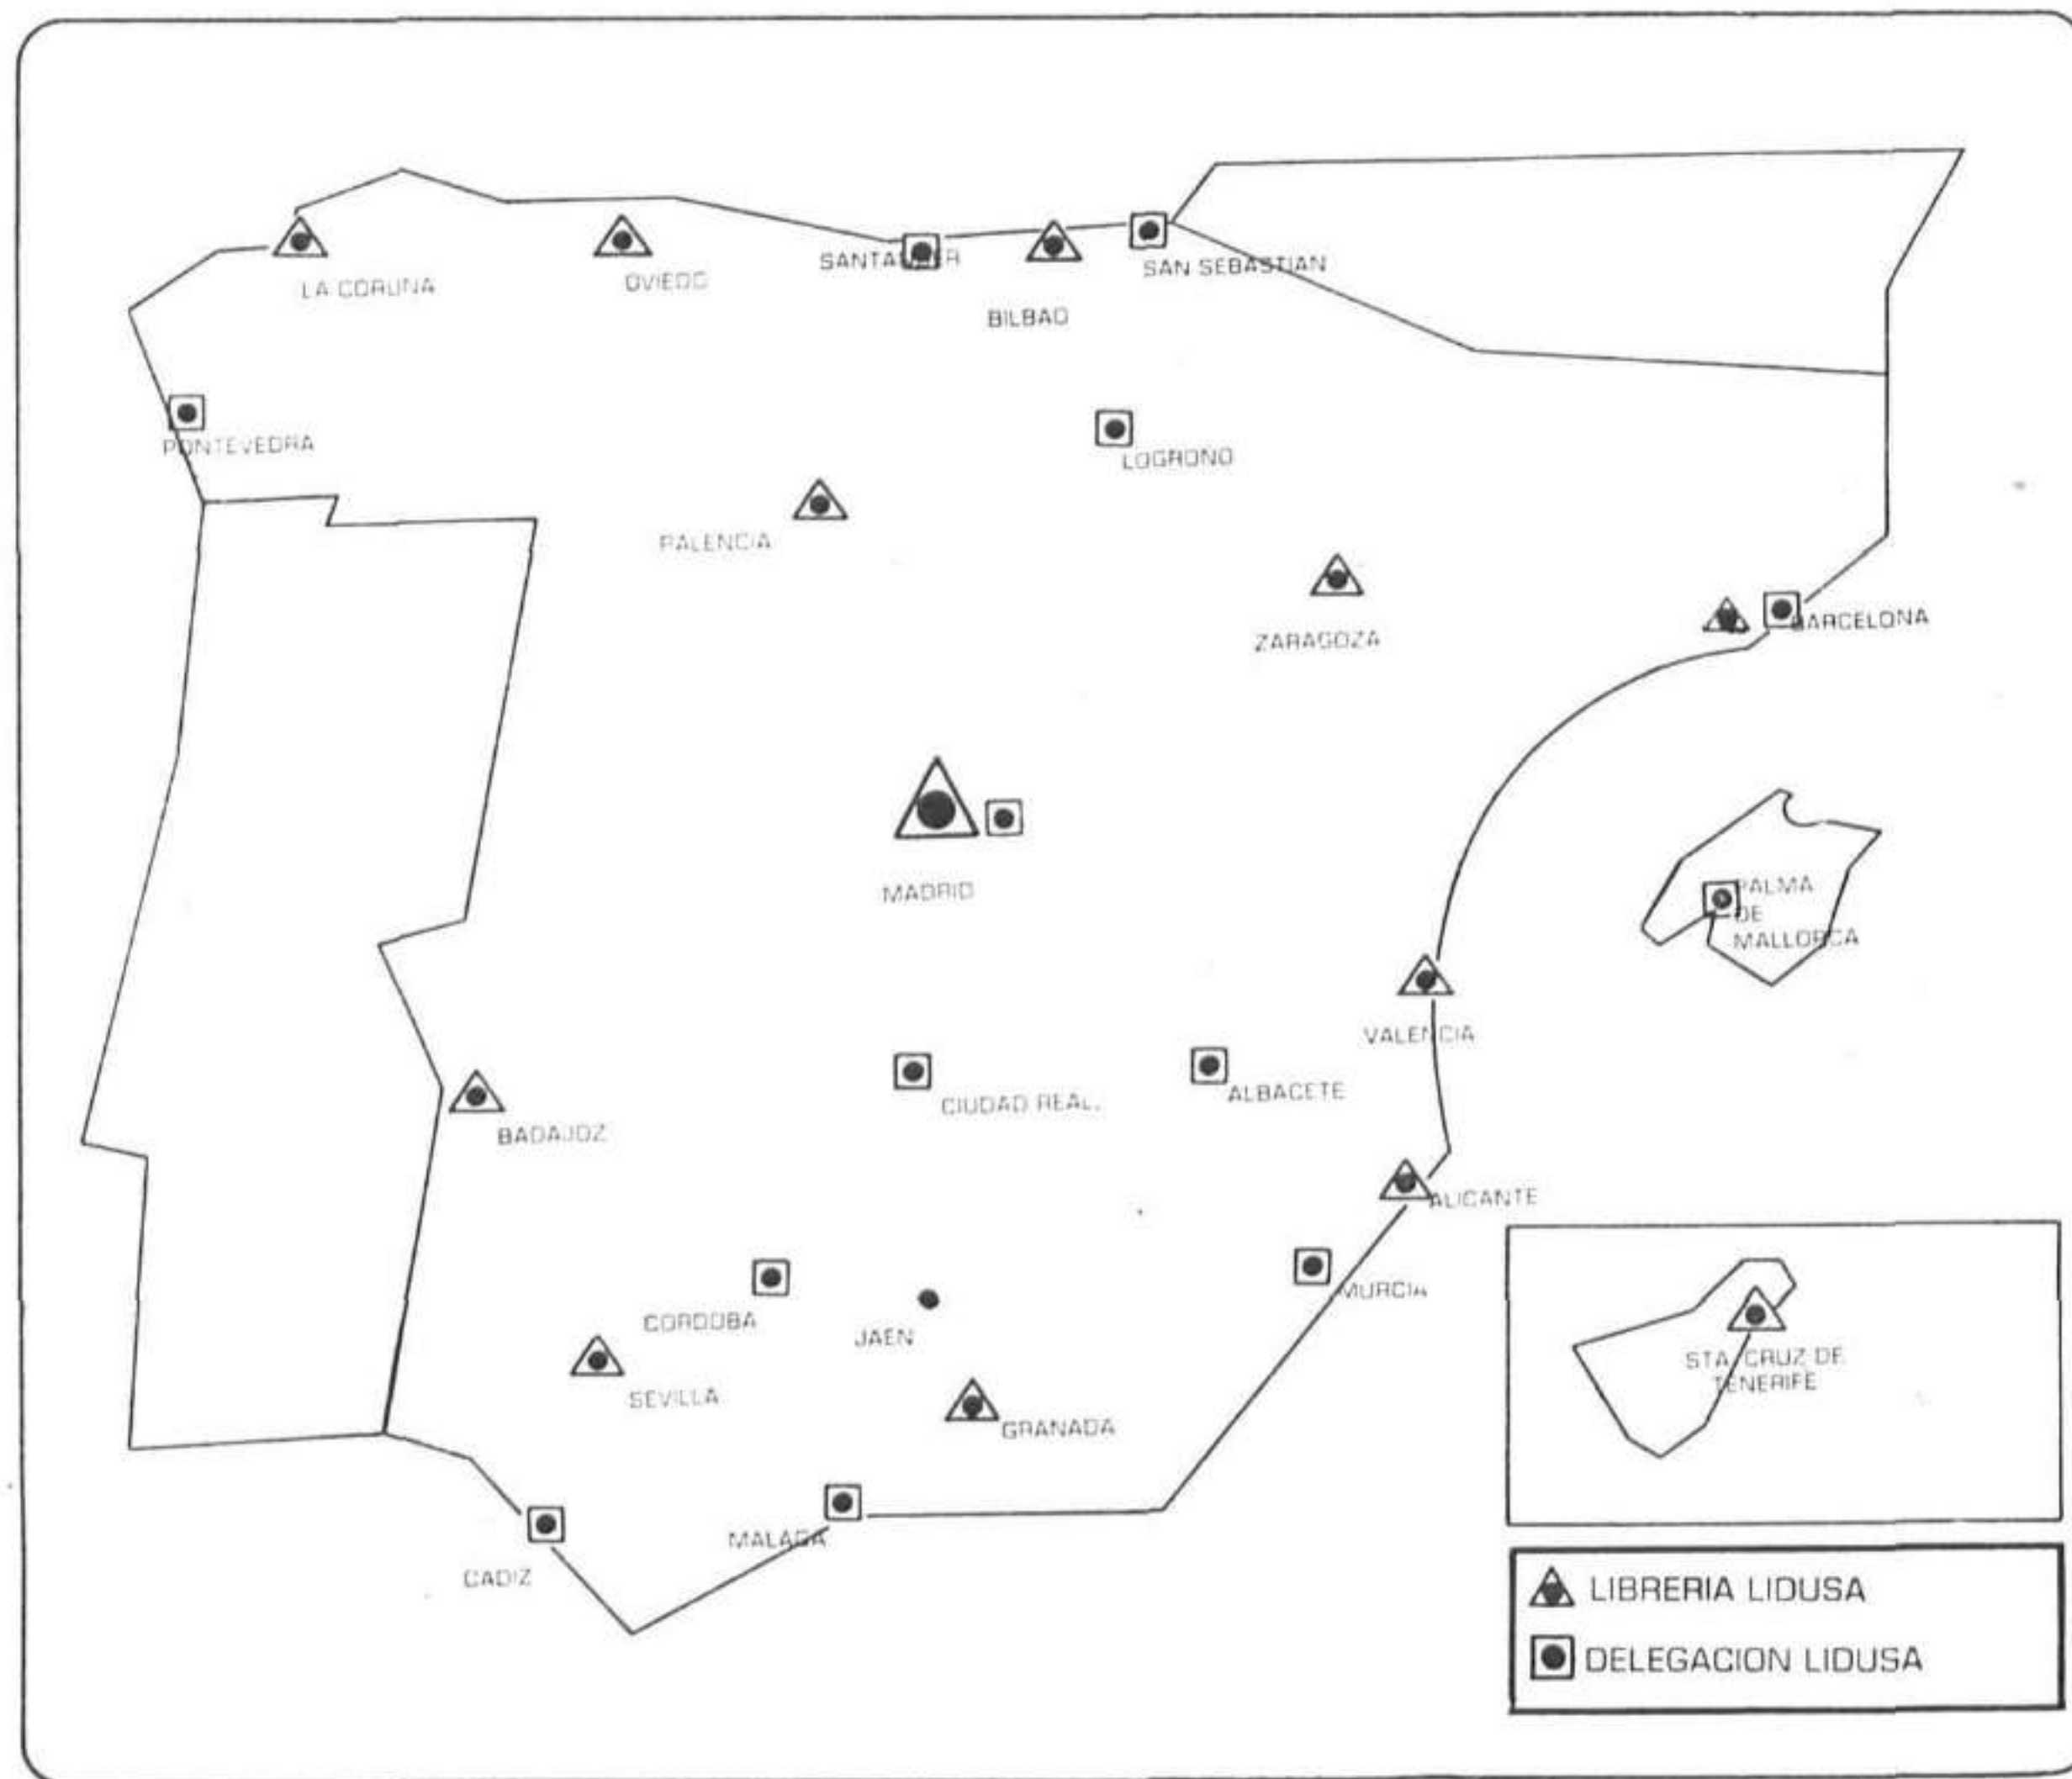 LA CORUNA
OVIEDO
SANTANDER
BILBAO
SAN SEBASTIAN
PONTEVEDRA
LOGROÑO
PALENCIA
ZARAGOZA
BARCELONA
MADRID
PALMA
DE
MALLORCA
VALENCIA
CIUDAD REAL.
ALBACETE
BADAJOZ
ALICANTE
CORDOBA
JAEN
MURCIA
SEVILLA
GRANADA
STA. CRUZ DE
TENERIFE
MALAGA
CADIZ
LIBRERIA LIDUSA
DELEGACION LIDUSA